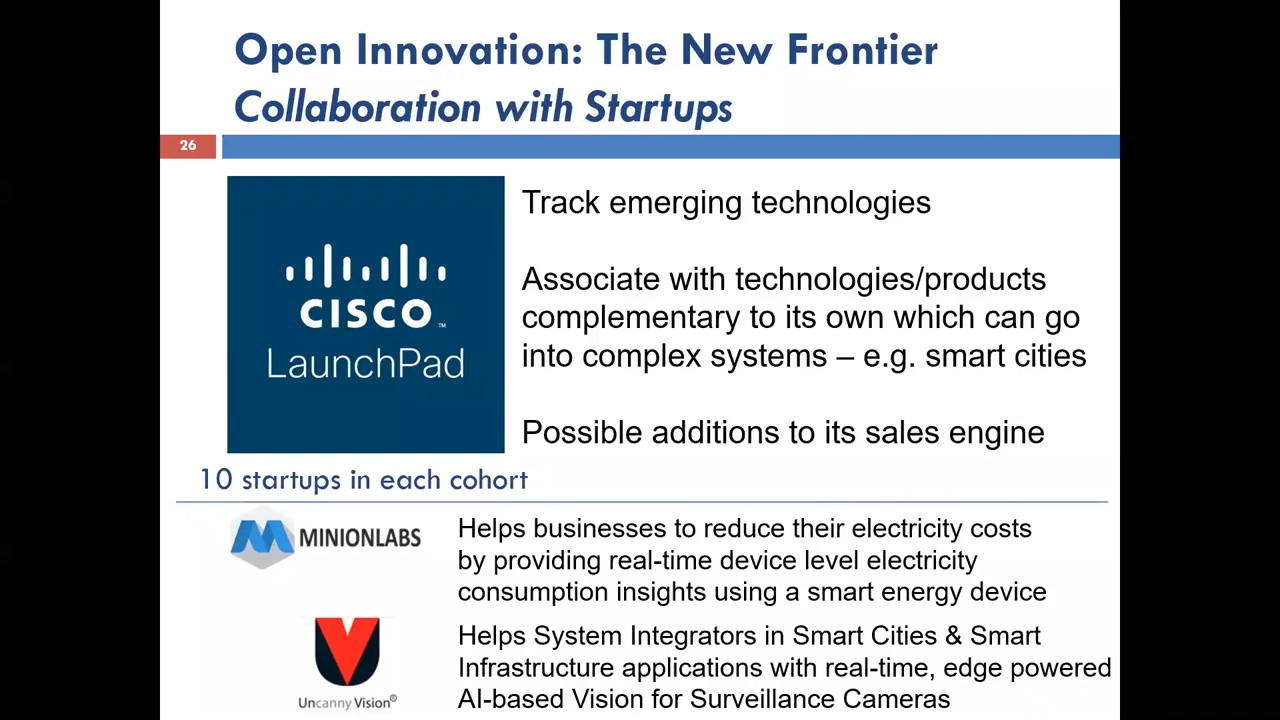 Open Innovation: The New Frontier
Collaboration with Startups
26
CISCO™
LaunchPad
Track emerging technologies
Associate with technologies/products
complementary to its own which can go
into complex systems – e.g. smart cities
Possible additions to its sales engine
10 startups in each cohort
MINIONLABS
Helps businesses to reduce their electricity costs
by providing real-time device level electricity
consumption insights using a smart energy device
Uncanny Vision®
Helps System Integrators in Smart Cities & Smart
Infrastructure applications with real-time, edge powered
AI-based Vision for Surveillance Cameras